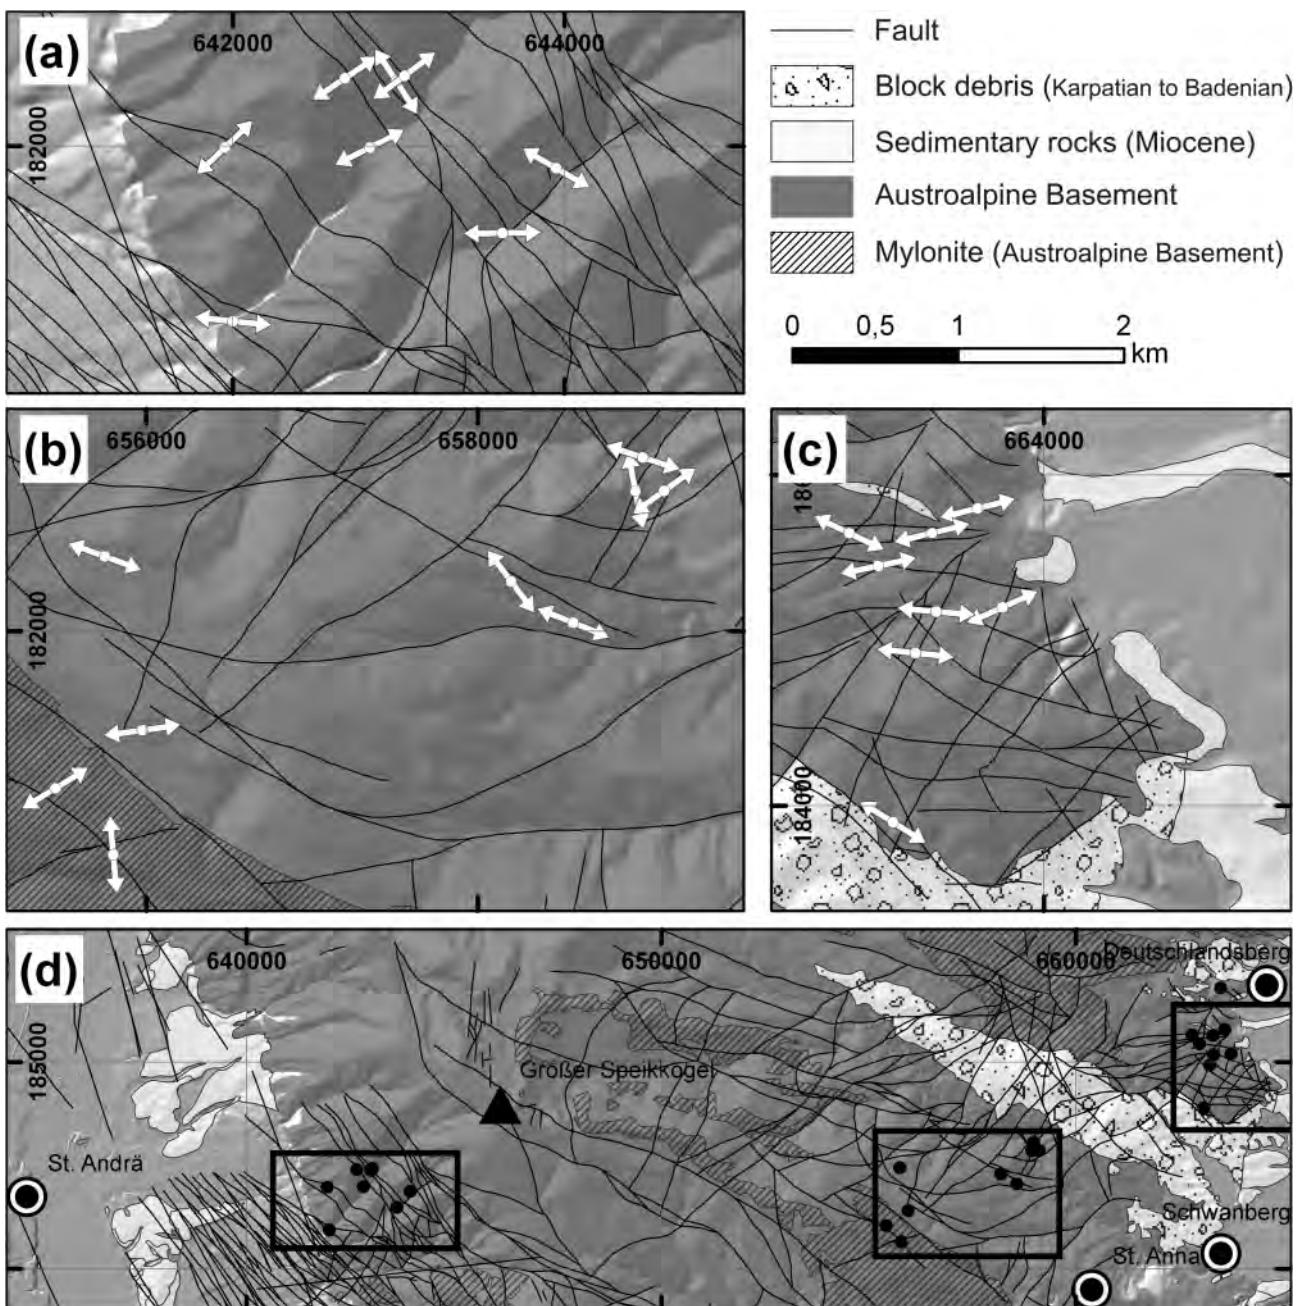 (a)
642000
644000
182000
Fault
Block debris (Karpatian to Badenian)
Sedimentary rocks (Miocene)
Austroalpine Basement
Mylonite (Austroalpine Basement)
0
0,5
1
2
km
(b)
656000
658000
182000
(c)
664000
184000
(d)
640000
650000
660000
185000
Deutschlandsberg
Großer Speikkogel
St. Andrä
Schwanberg
St. Anna